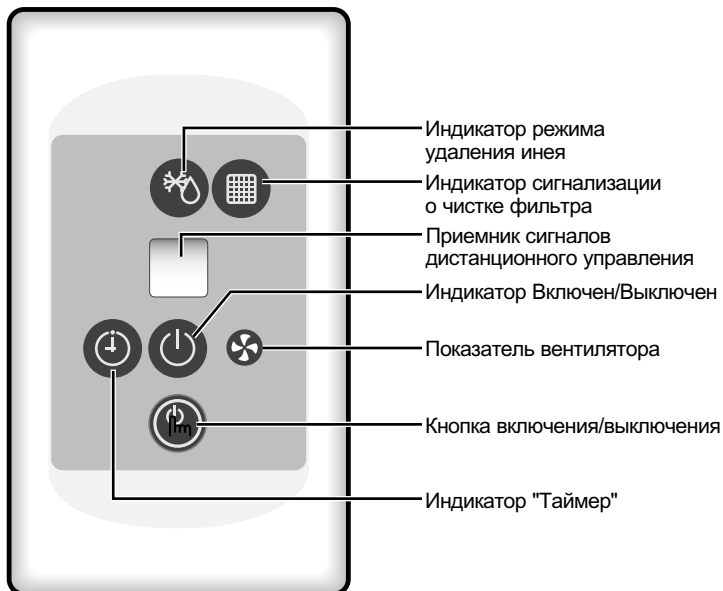 Индикатор режима
удаления инея
Индикатор сигнализации
о чистке фильтра
Приемник сигналов
дистанционного управления
Индикатор Включен/Выключен
Показатель вентилятора
Кнопка включения/выключения
Индикатор "Таймер"